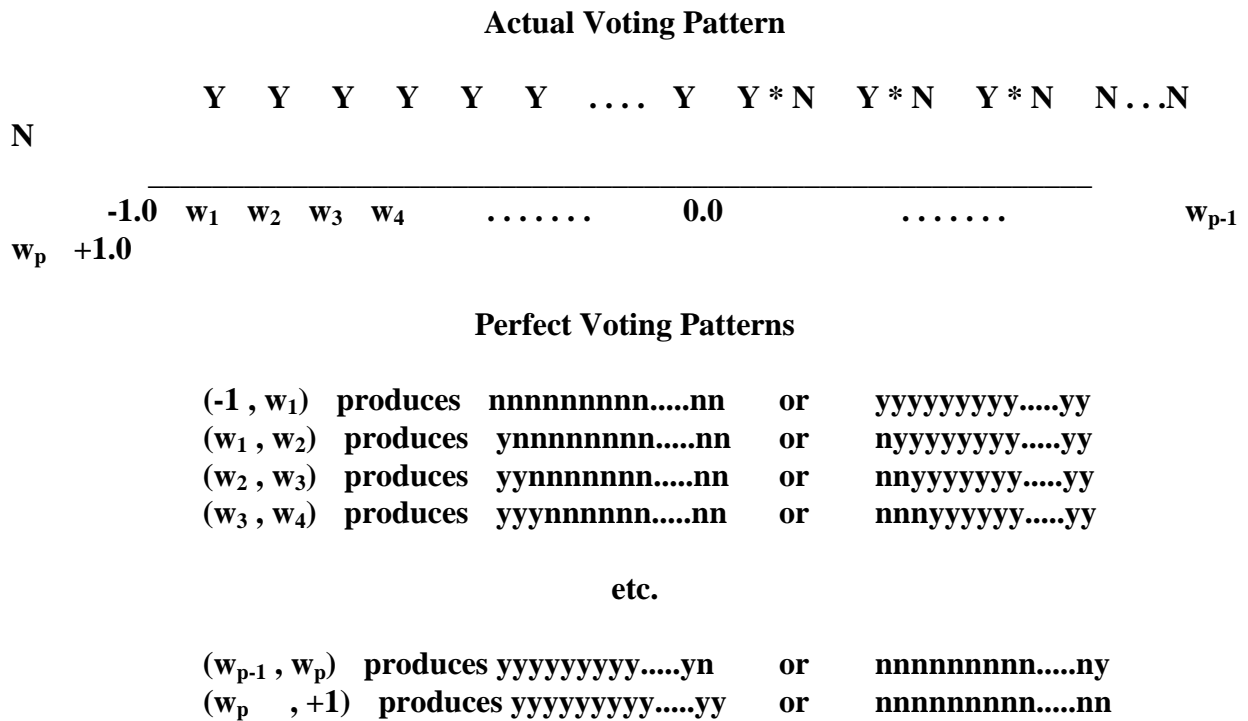 Actual Voting Pattern
Y Y Y Y Y Y .... Y Y * N Y * N Y * N N...N
N
-1.0 w1 w2 w3 w4 ....... 0.0 ....... wp-1
wp +1.0
Perfect Voting Patterns
(-1 , w1) produces nnnnnnnnn.....nn or yyyyyyyyy.....yy
(w1 , w2) produces ynnnnnnnn.....nn or nyyyyyyyy.....yy
(w2 , w3) produces yynnnnnnn.....nn or nnyyyyyyy.....yy
(w3 , w4) produces yyynnnnnn.....nn or nnnyyyyyy.....yy
etc.
(wp-1 , wp) produces yyyyyyyyy.....yn or nnnnnnnnn.....ny
(wp , +1) produces yyyyyyyyy.....yy or nnnnnnnnn.....nn